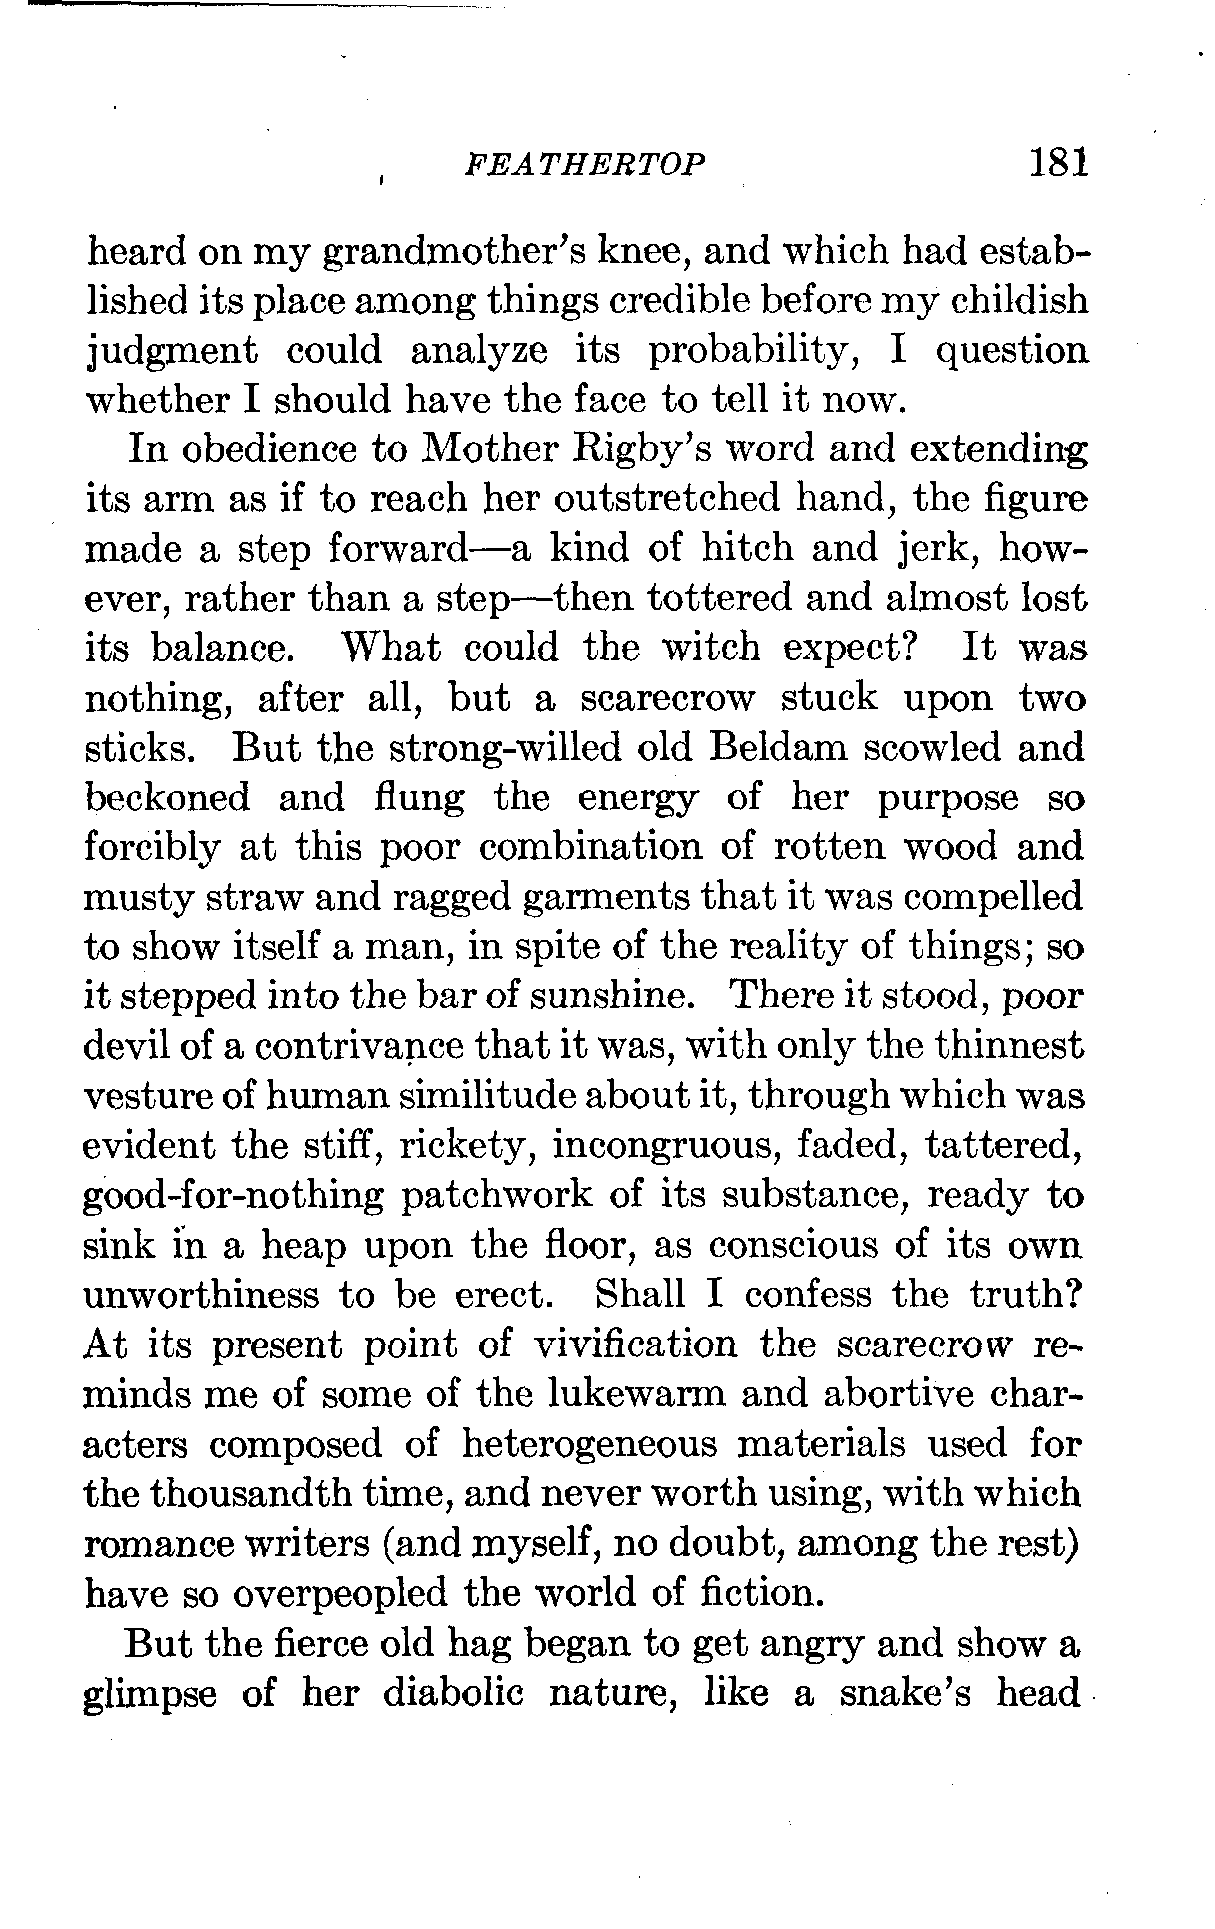 FEATHERTOP 181
heard on my grandmother's knee, and which had estab-
lished its place among things credible before my childish
judgment could analyze its probability, I question
whether I should have the face to tell it now.
In obedience to Mother Rigby's word and extending
its arm as if to reach her outstretched hand, the figure
made a step forward—a kind of hitch and jerk, how-
ever, rather than a step—then tottered and almost lost
its balance. What could the witch expect? It was
nothing, after all, but a scarecrow stuck upon two
sticks. But the strong-willed old Beldam scowled and
beckoned and flung the energy of her purpose so
forcibly at this poor combination of rotten wood and
musty straw and ragged garments that it was compelled
to show itself a man, in spite of the reality of things; so
it stepped into the bar of sunshine. There it stood, poor
devil of a contrivance that it was, with only the thinnest
vesture of human similitude about it, through which was
evident the stiff, rickety, incongruous, faded, tattered,
good-for-nothing patchwork of its substance, ready to
sink in a heap upon the floor, as conscious of its own
unworthiness to be erect. Shall I confess the truth?
At its present point of vivification the scarecrow re-
minds me of some of the lukewarm and abortive char-
acters composed of heterogeneous materials used for
the thousandth time, and never worth using, with which
romance writers (and myself, no doubt, among the rest)
have so overpeopled the world of fiction.
But the fierce old hag began to get angry and show a
glimpse of her diabolic nature, like a snake's head